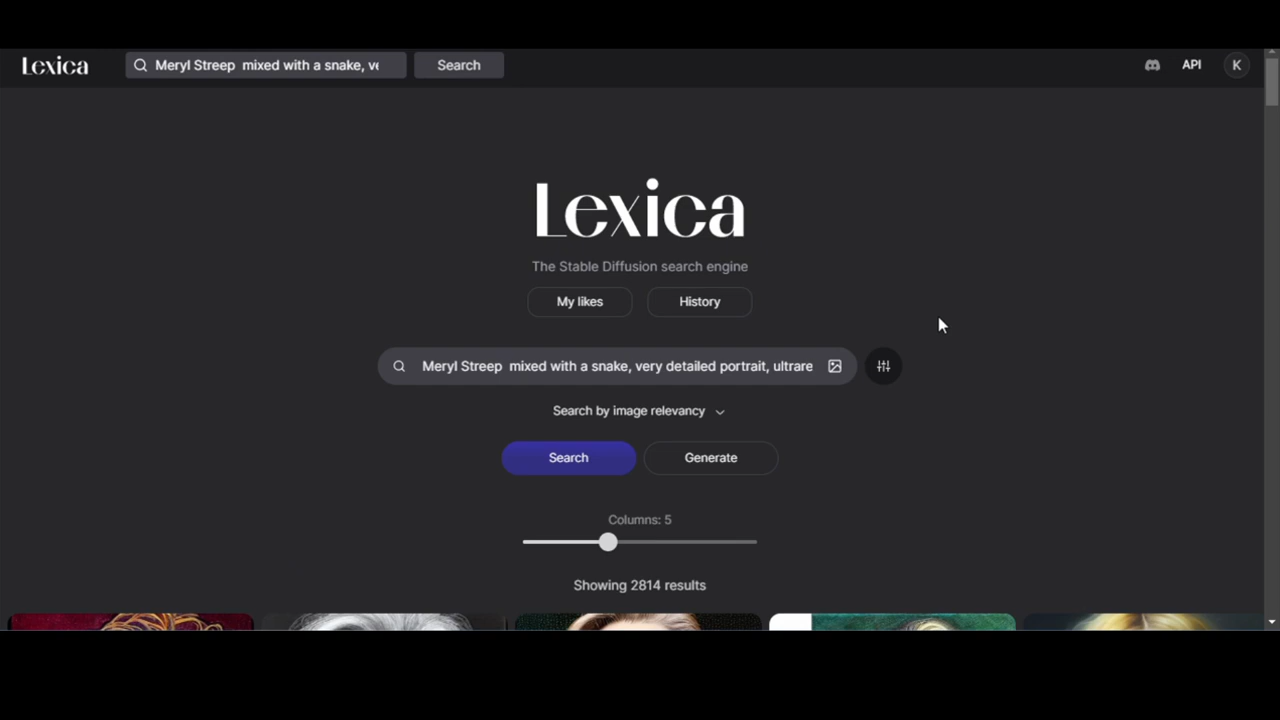 Lexica
Meryl Streep mixed with a snake, ve
Search
API
K
Lexica
The Stable Diffusion search engine
My likes
History
Meryl Streep mixed with a snake, very detailed portrait, ultrare
Search by image relevancy
Search
Generate
Columns: 5
Showing 2814 results